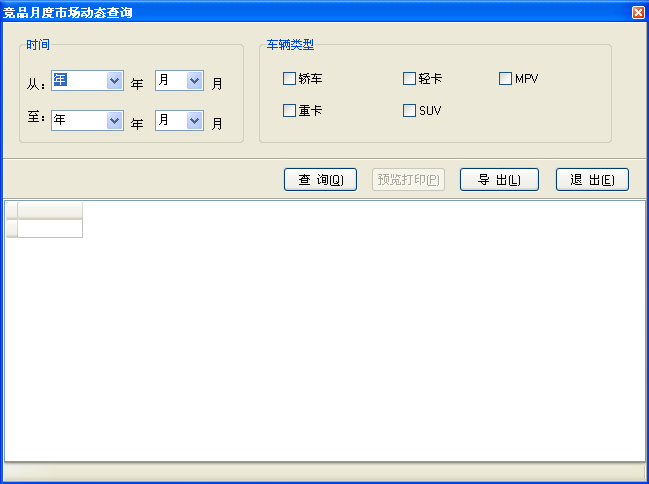 竞品月度市场动态查询
时间
从: 年 年 月 月
至: 年 年 月 月
车辆类型
轿车 轻卡 MPV
重卡 SUV
查 询(Q) 预览打印(P) 导 出(L) 退 出(E)